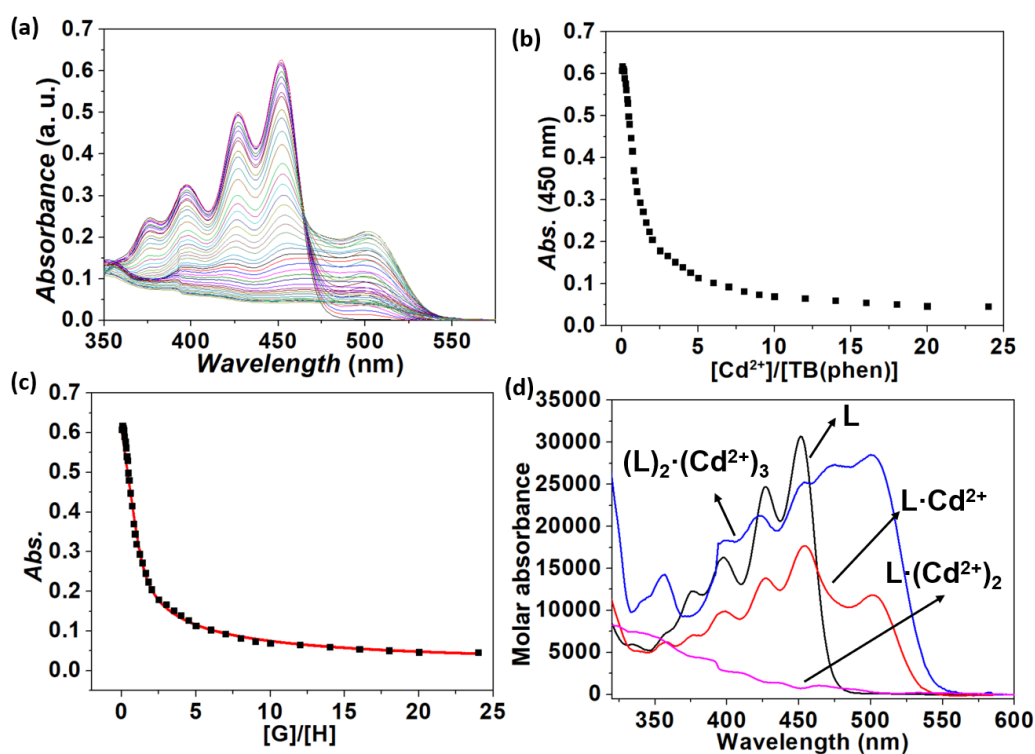 (a)
0.7
0.6
0.5
0.4
0.3
0.2
0.1
0.0
Absorbance (a. u.)
350 400 450 500 550
Wavelength (nm)
(b)
0.7
0.6
0.5
0.4
0.3
0.2
0.1
0.0
Abs. (450 nm)
0 5 10 15 20 25
[Cd²⁺]/[TB(phen)]
(c)
0.7
0.6
0.5
0.4
0.3
0.2
0.1
0.0
Abs.
0 5 10 15 20 25
[G]/[H]
(d)
35000
30000
25000
20000
15000
10000
5000
0
Molar absorbance
L
(L)₂·(Cd²⁺)₃
L·Cd²⁺
L·(Cd²⁺)₂
350 400 450 500 550 600
Wavelength (nm)